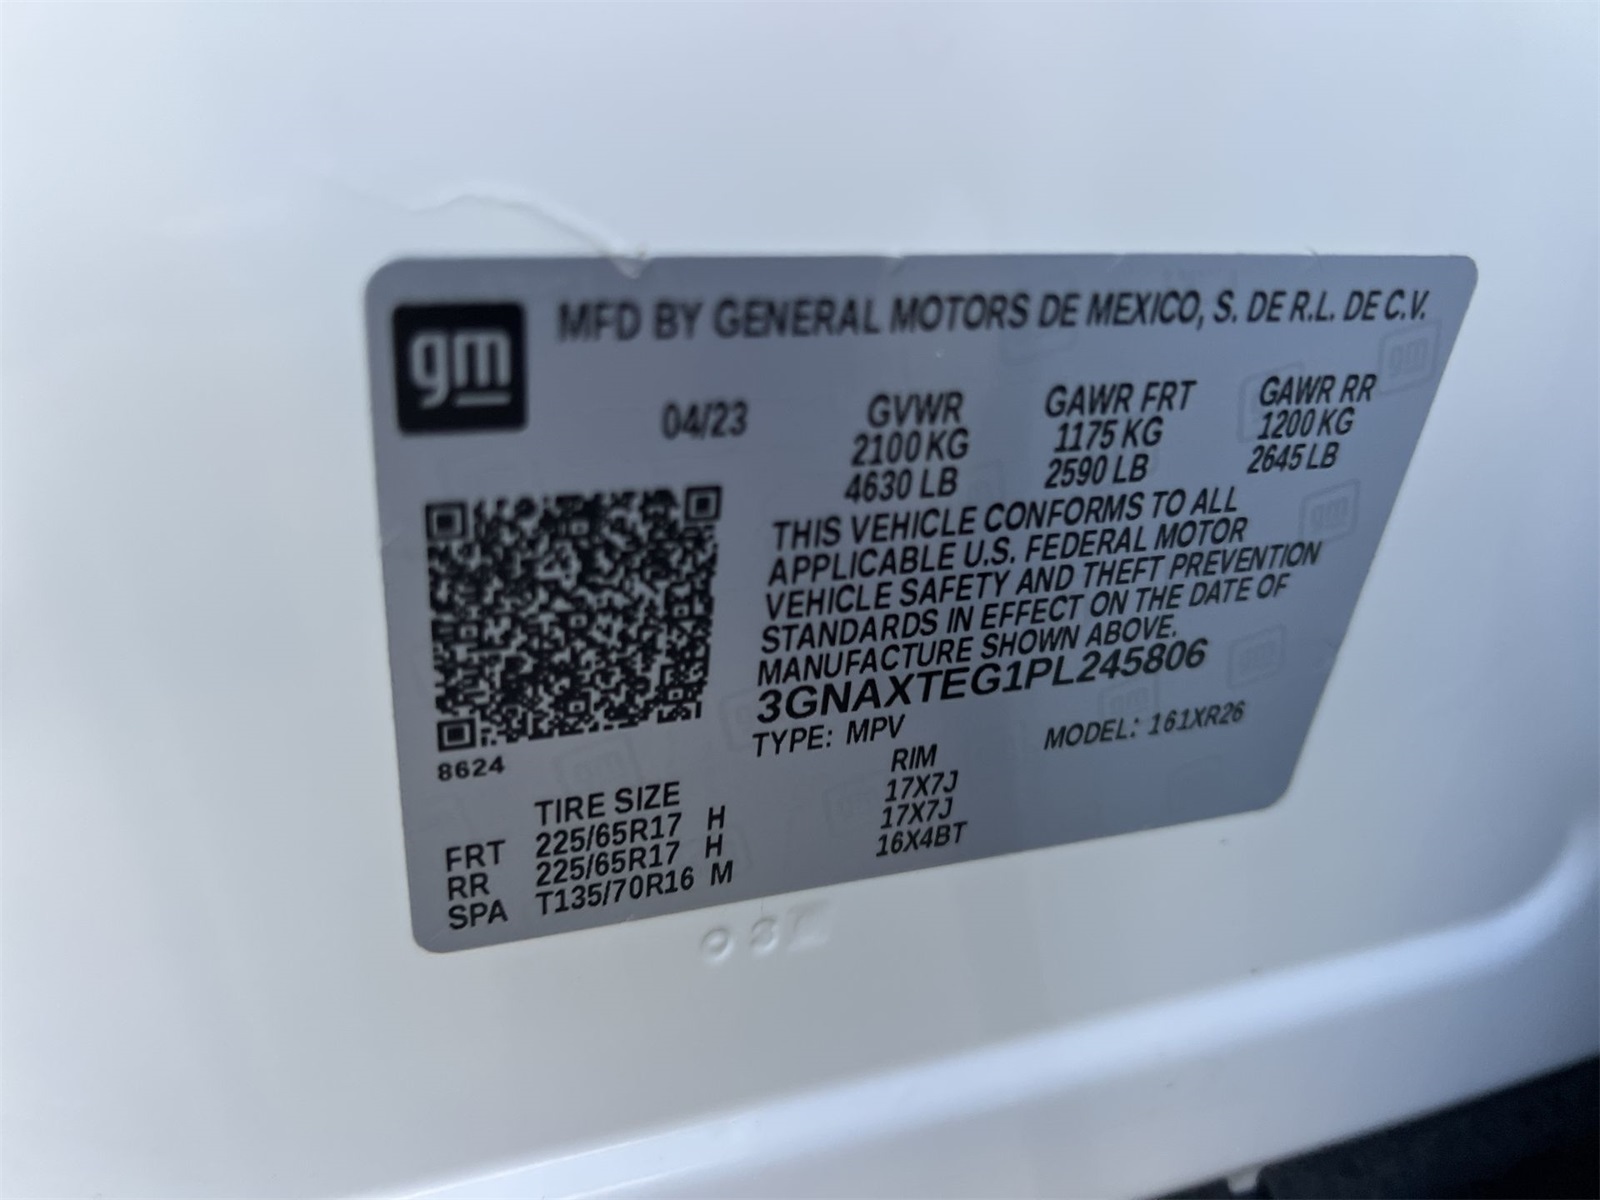 gm
MFD BY GENERAL MOTORS DE MEXICO, S. DE R.L. DE C.V.
04/23 GVWR GAWR FRT GAWR RR
2100 KG 1175 KG 1200 KG
4630 LB 2590 LB 2645 LB
THIS VEHICLE CONFORMS TO ALL
APPLICABLE U.S. FEDERAL MOTOR
VEHICLE SAFETY AND THEFT PREVENTION
STANDARDS IN EFFECT ON THE DATE OF
MANUFACTURE SHOWN ABOVE.
3GNAXTEG1PL245806
TYPE: MPV MODEL: 161XR26
8624
TIRE SIZE RIM
FRT 225/65R17 H 17X7J
RR 225/65R17 H 17X7J
SPA T135/70R16 M 16X4BT